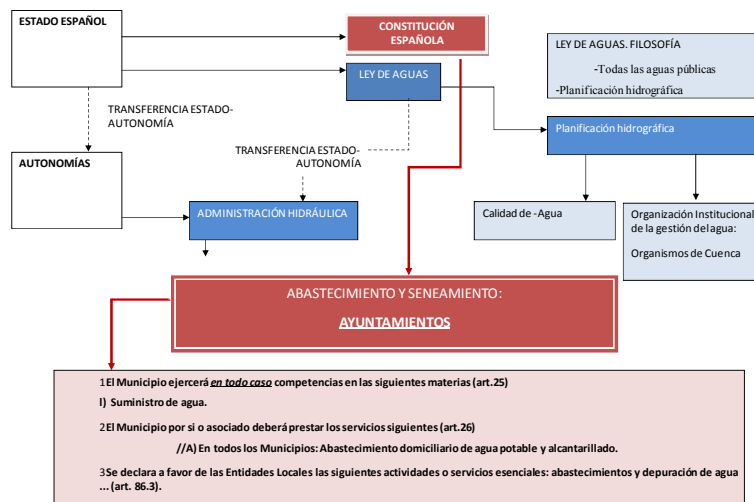 ESTADO ESPAÑOL
CONSTITUCIÓN
ESPAÑOLA
LEY DE AGUAS. FILOSOFÍA
-Todas las aguas públicas
-Planificación hidrográfica
LEY DE AGUAS
TRANSFERENCIA ESTADO-
AUTONOMÍA
Planificación hidrográfica
TRANSFERENCIA ESTADO-
AUTONOMÍA
AUTONOMÍAS
ADMINISTRACIÓN HIDRÁULICA
Calidad de -Agua
Organización Institucional
de la gestión del agua:
Organismos de Cuenca
ABASTECIMIENTO Y SENEAMIENTO:
AYUNTAMIENTOS
1El Municipio ejercerá en todo caso competencias en las siguientes materias (art.25)
l) Suministro de agua.
2El Municipio por si o asociado deberá prestar los servicios siguientes (art.26)
//A) En todos los Municipios: Abastecimiento domiciliario de agua potable y alcantarillado.
3Se declara a favor de las Entidades Locales las siguientes actividades o servicios esenciales: abastecimientos y depuración de agua
... (art. 86.3).